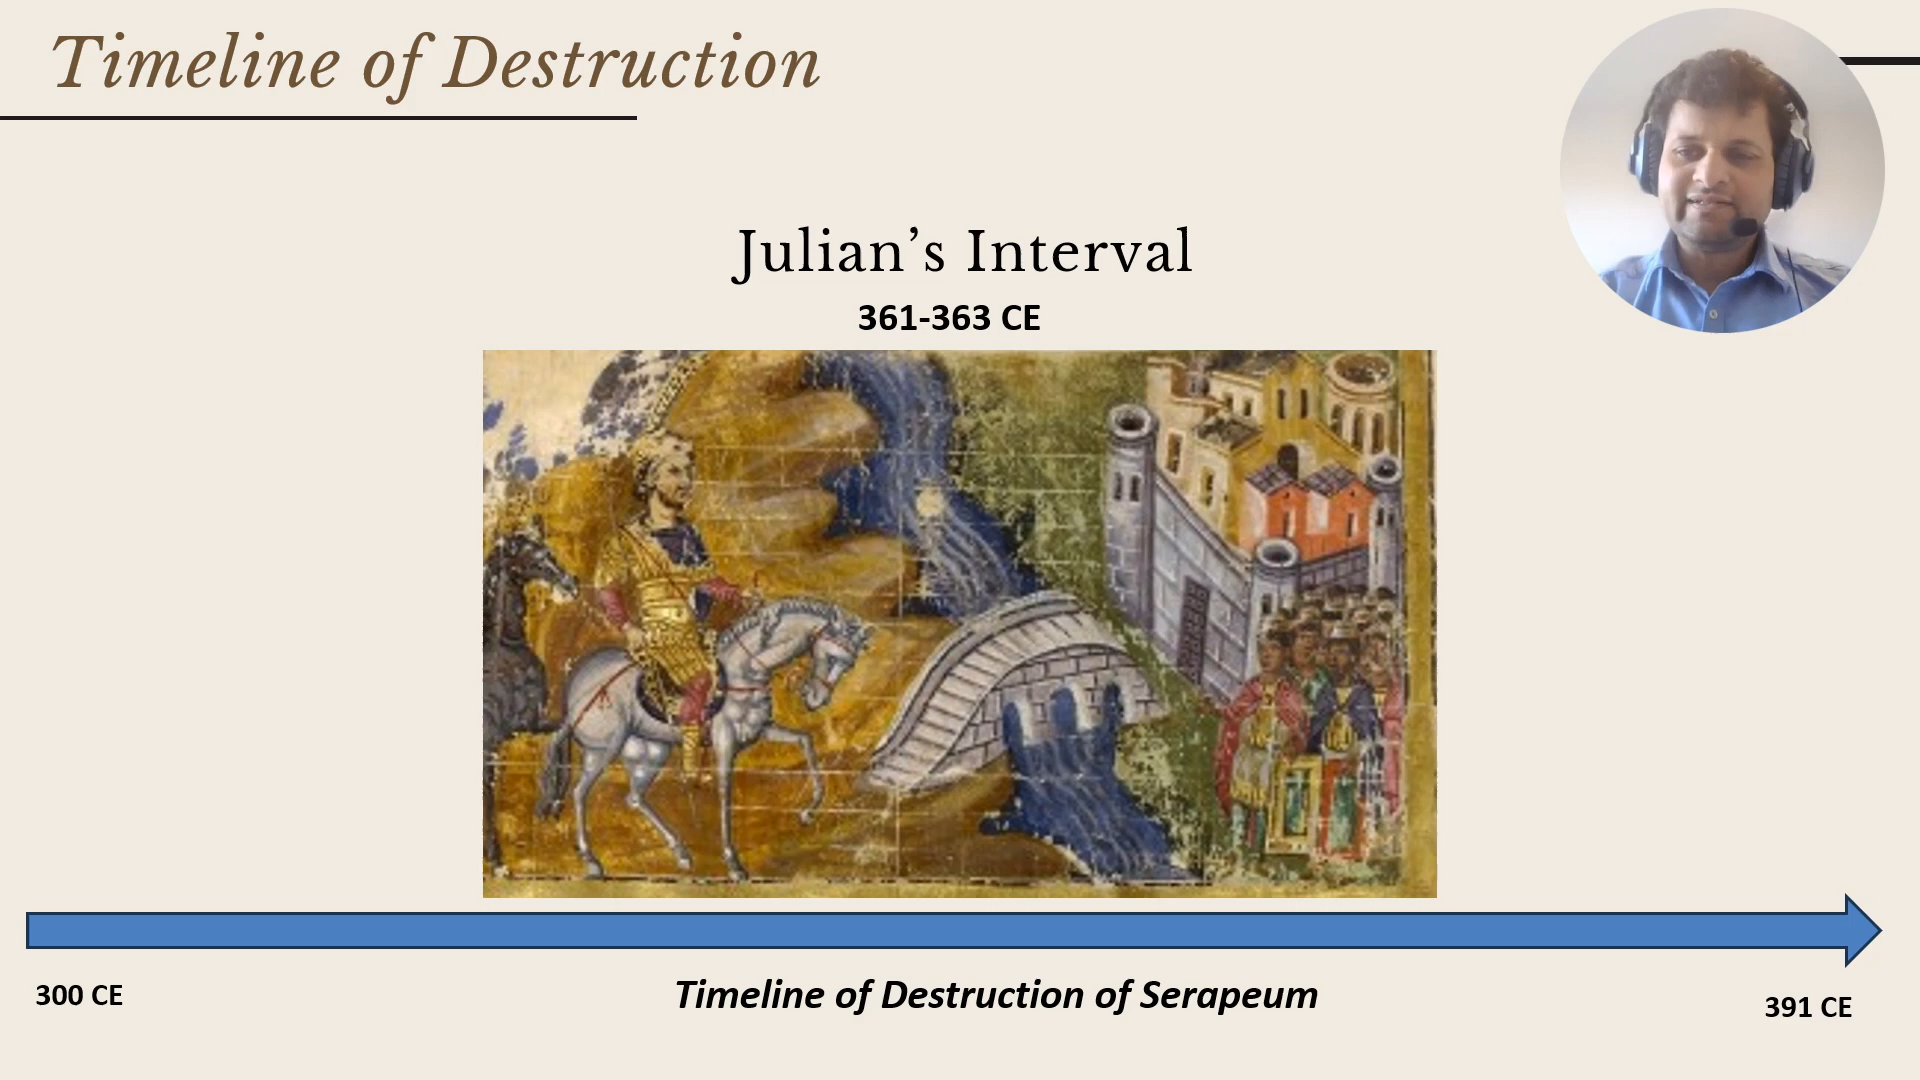 Timeline of Destruction
Julian’s Interval
361-363 CE
300 CE
Timeline of Destruction of Serapeum
391 CE